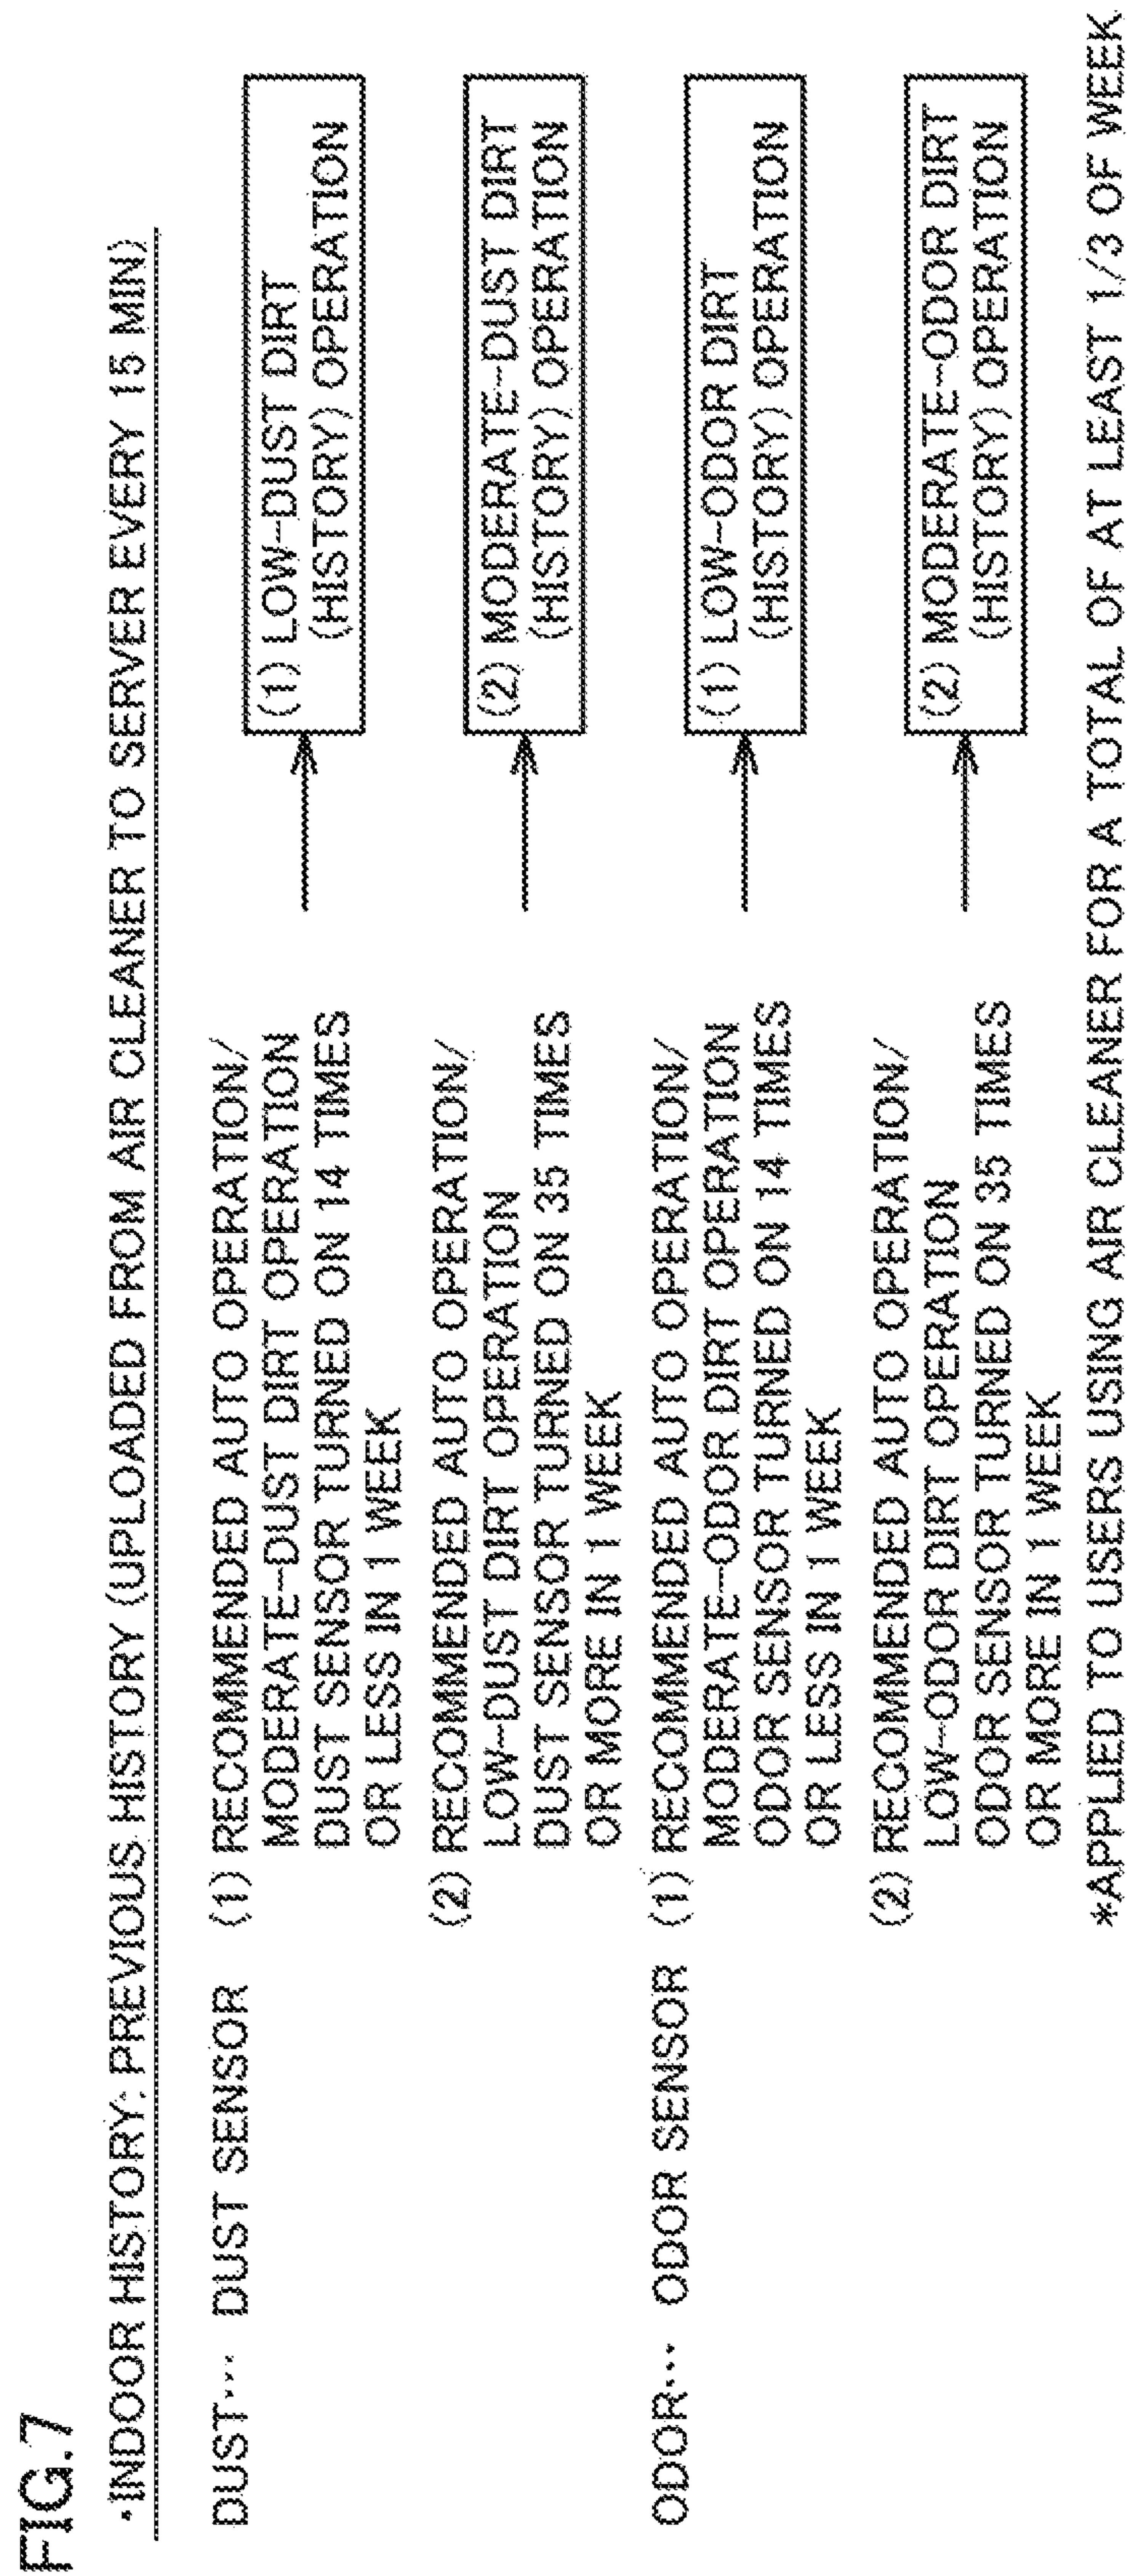 FIG.7
·INDOOR HISTORY: PREVIOUS HISTORY (UPLOADED FROM AIR CLEANER TO SERVER EVERY 15 MIN)
DUST··· DUST SENSOR
(1) RECOMMENDED AUTO OPERATION/
MODERATE-DUST DIRT OPERATION
DUST SENSOR TURNED ON 14 TIMES
OR LESS IN 1 WEEK
(1) LOW-DUST DIRT
(HISTORY) OPERATION
(2) RECOMMENDED AUTO OPERATION/
LOW-DUST DIRT OPERATION
DUST SENSOR TURNED ON 35 TIMES
OR MORE IN 1 WEEK
(2) MODERATE-DUST DIRT
(HISTORY) OPERATION
ODOR··· ODOR SENSOR
(1) RECOMMENDED AUTO OPERATION/
MODERATE-ODOR DIRT OPERATION
ODOR SENSOR TURNED ON 14 TIMES
OR LESS IN 1 WEEK
(1) LOW-ODOR DIRT
(HISTORY) OPERATION
(2) RECOMMENDED AUTO OPERATION/
LOW-ODOR DIRT OPERATION
ODOR SENSOR TURNED ON 35 TIMES
OR MORE IN 1 WEEK
(2) MODERATE-ODOR DIRT
(HISTORY) OPERATION
*APPLIED TO USERS USING AIR CLEANER FOR A TOTAL OF AT LEAST 1/3 OF WEEK